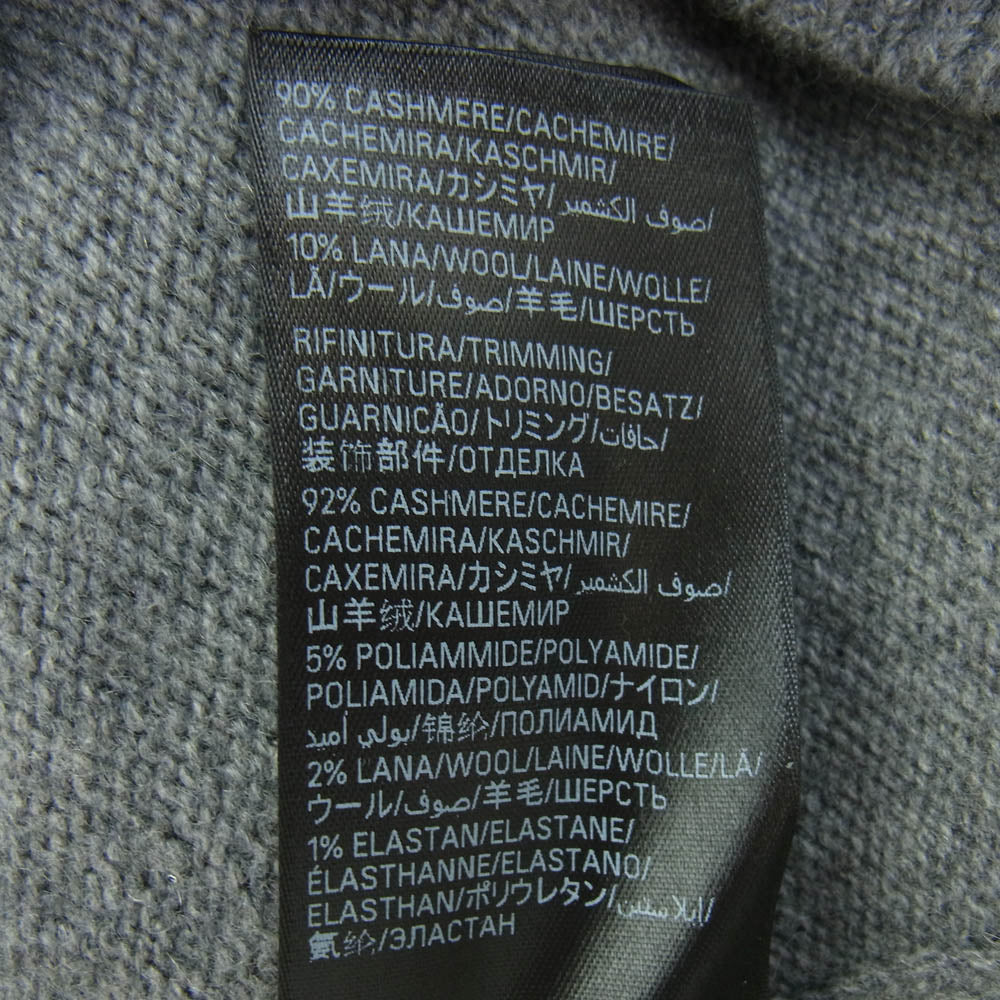 90% CASHMERE/CACHEMIRE/
CACHEMIRA/KASCHMIR/
CAXEMIRA/カシミヤ/صوف الكشمير/
山羊绒/КАШЕМИР
10% LANA/WOOL/LAINE/WOLLE/
LÃ/ウール/صوف/羊毛/ШЕРСТЬ
RIFINITURA/TRIMMING/
GARNITURE/ADORNO/BESATZ/
GUARNICÃO/トリミング/حافات/
装饰部件/ОТДЕЛКА
92% CASHMERE/CACHEMIRE/
CACHEMIRA/KASCHMIR/
CAXEMIRA/カシミヤ/صوف الكشمير/
山羊绒/КАШЕМИР
5% POLIAMMIDE/POLYAMIDE/
POLIAMIDA/POLYAMID/ナイロン/
بولي أميد/锦纶/ПОЛИАМИД
2% LANA/WOOL/LAINE/WOLLE/LÃ/
ウール/صوف/羊毛/ШЕРСТЬ
1% ELASTAN/ELASTANE/
ÉLASTHANNE/ELASTANO/
ELASTHAN/ポリウレタン/إيلاستين/
氨纶/ЭЛАСТАН